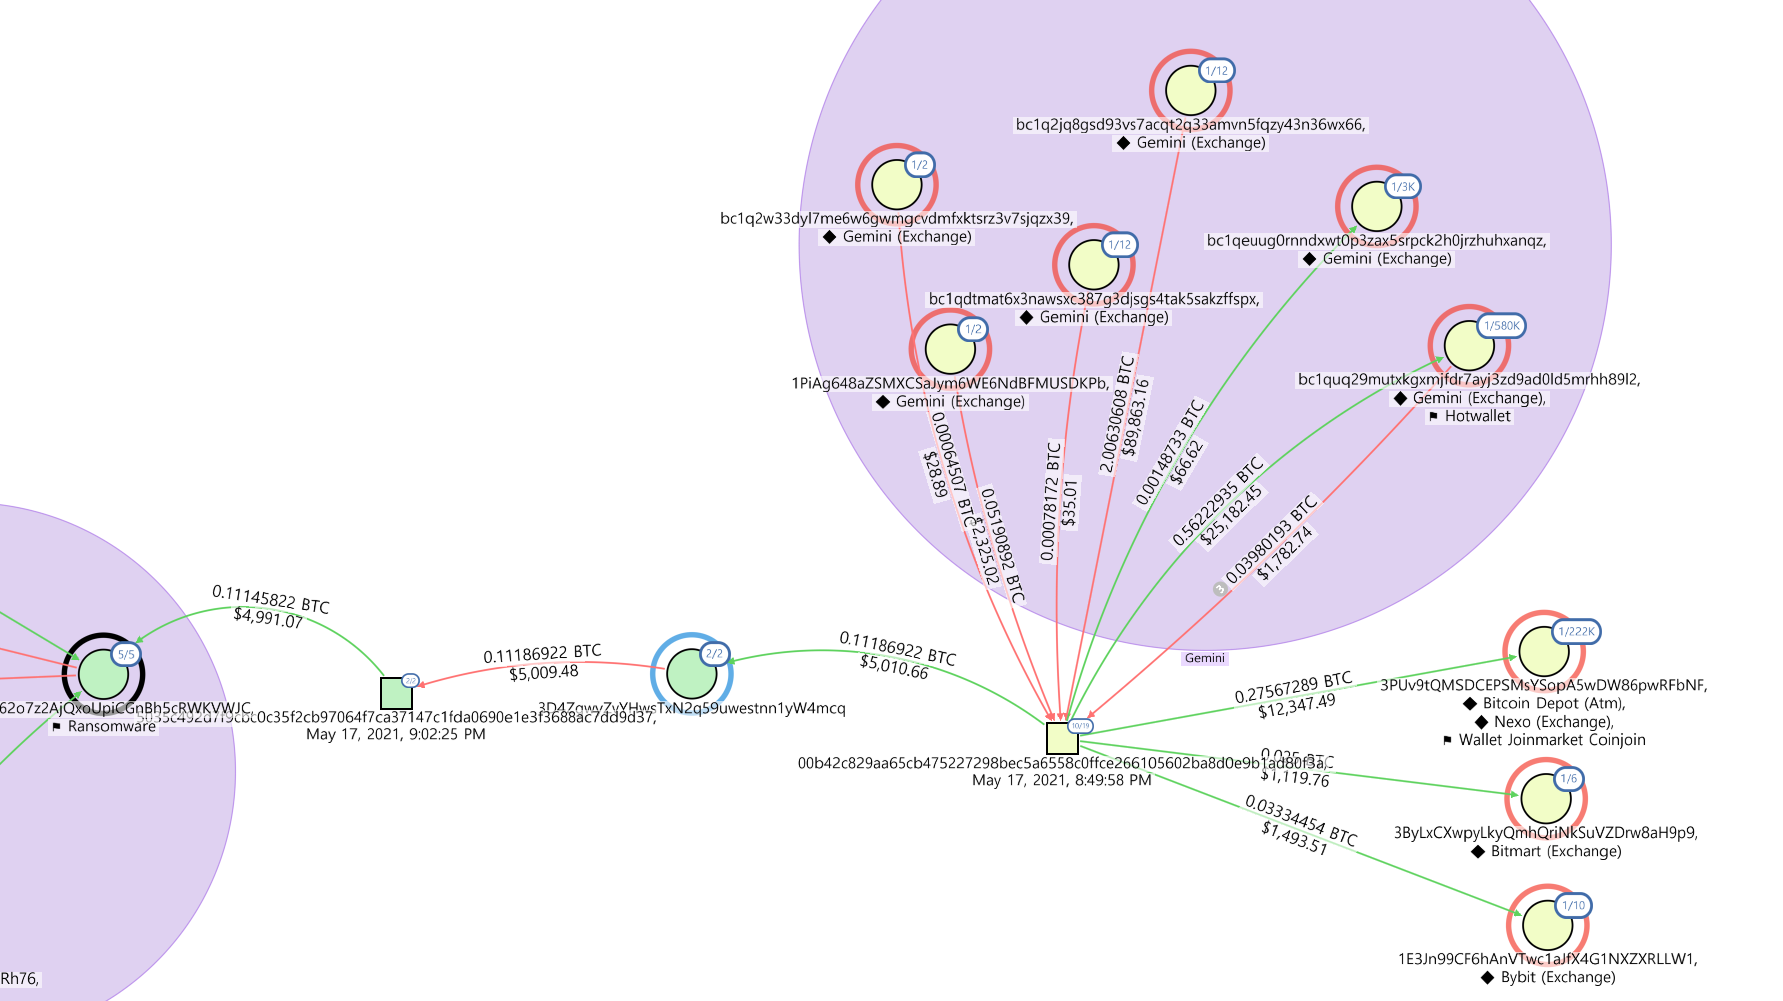 1/12
bc1q2jq8gsd93vs7acqt2q33amvn5fqzy43n36wx66,
Gemini (Exchange)
1/2
bc1q2w33dyl7me6w6gwmgcvdmfxktsrz3v7sjqzx39,
Gemini (Exchange)
1/3K
bc1qeuug0rnndxwt0p3zax5srpck2h0jrzhuhxanqz,
Gemini (Exchange)
1/12
bc1qdtmat6x3nawsxc387g3djsgs4tak5sakzffspx,
Gemini (Exchange)
1/2
1PiAg648aZSMXCSaJym6WE6NdBFMUSDKPb,
Gemini (Exchange)
1/580K
bc1quq29mutxkgxmjfdr7ayj3zd9ad0ld5mrhh89l2,
Gemini (Exchange),
Hotwallet
0.00064507 BTC
$28.89
0.05190892 BTC
$2,325.02
0.00078172 BTC
$35.01
2.00630608 BTC
$89,863.16
0.00148733 BTC
$66.62
0.56222935 BTC
$25,182.45
3
0.03980193 BTC
$1,782.74
Gemini
0.11145822 BTC
$4,991.07
5/5
62o7z2AjQxoUpiCGnBh5cRWKVWJC,
Ransomware
0.11186922 BTC
$5,009.48
2/2
5035c492d7f9cbc0c35f2cb97064f7ca37147c1fda0690e1e3f3688ac7dd9d37,
May 17, 2021, 9:02:25 PM
2/2
0.11186922 BTC
$5,010.66
10/19
00b42c829aa65cb475227298bec5a6558c0ffce266105602ba8d0e9b1ad80f3a,
May 17, 2021, 8:49:58 PM
0.27567289 BTC
$12,347.49
1/222K
3PUv9tQMSDCEPSMsYSopA5wDW86pwRFbNF,
Bitcoin Depot (Atm),
Nexo (Exchange),
Wallet Joinmarket Coinjoin
0.025 BTC
$1,119.76
1/6
3ByLxCXwpyLkyQmhQriNkSuVZDrw8aH9p9,
Bitmart (Exchange)
0.03334454 BTC
$1,493.51
1/10
1E3Jn99CF6hAnVTwc1aJfX4G1NXZXRLLW1,
Bybit (Exchange)
Rh76,